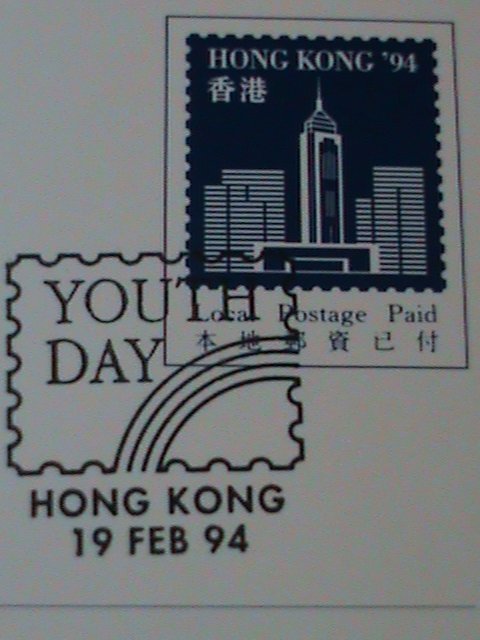 HONG KONG '94
香港
Local Postage Paid
本地郵資已付
YOUTH
DAY
HONG KONG
19 FEB 94